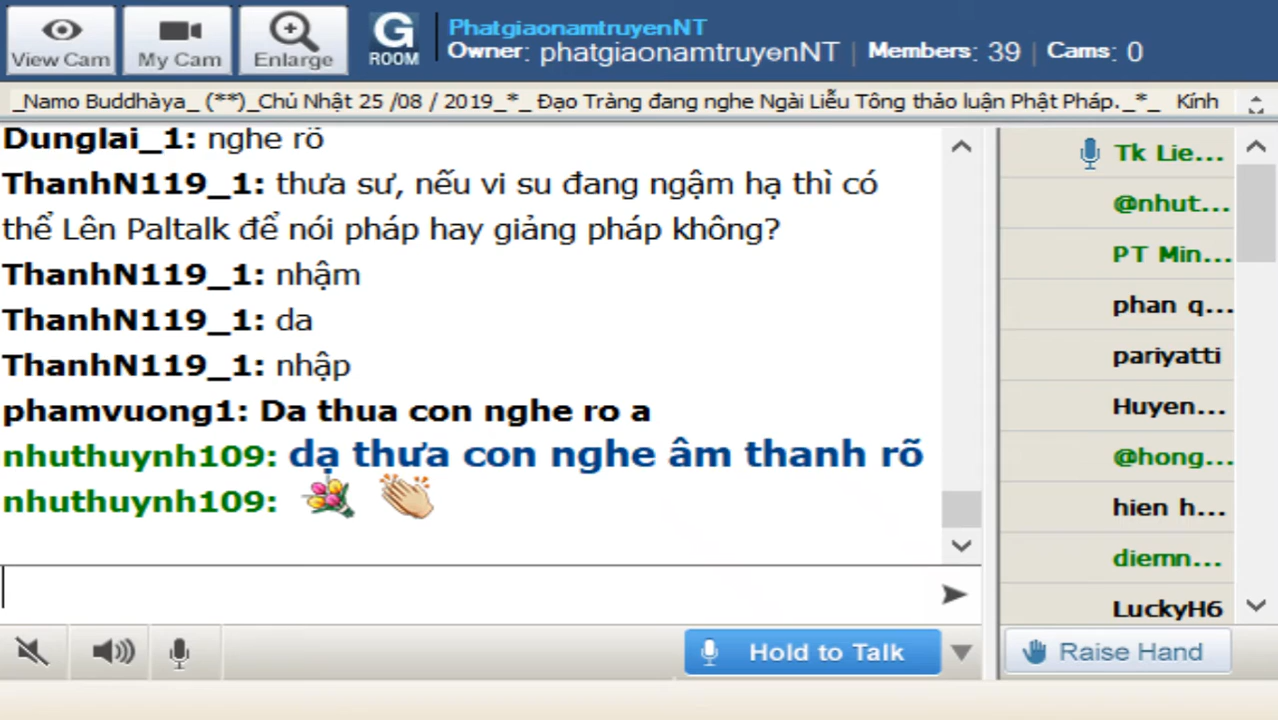 View Cam
My Cam
Enlarge
G
ROOM
PhatgiaonamtruyenNT
Owner: phatgiaonamtruyenNT | Members: 39 | Cams: 0
_Namo Buddhàya_ (**)_Chủ Nhật 25 /08 / 2019_*_ Đạo Tràng đang nghe Ngài Liễu Tông thảo luận Phật Pháp._*_ Kính
Dunglai_1: nghe rõ
ThanhN119_1: thưa sư, nếu vi su đang ngậm hạ thì có
thể Lên Paltalk để nói pháp hay giảng pháp không?
ThanhN119_1: nhậm
ThanhN119_1: da
ThanhN119_1: nhập
phamvuong1: Da thua con nghe ro a
nhuthuynh109: dạ thưa con nghe âm thanh rõ
nhuthuynh109:
Tk Lie...
@nhut...
PT Min...
phan q...
pariyatti
Huyen...
@hong...
hien h...
diemn...
LuckyH6
Hold to Talk
Raise Hand